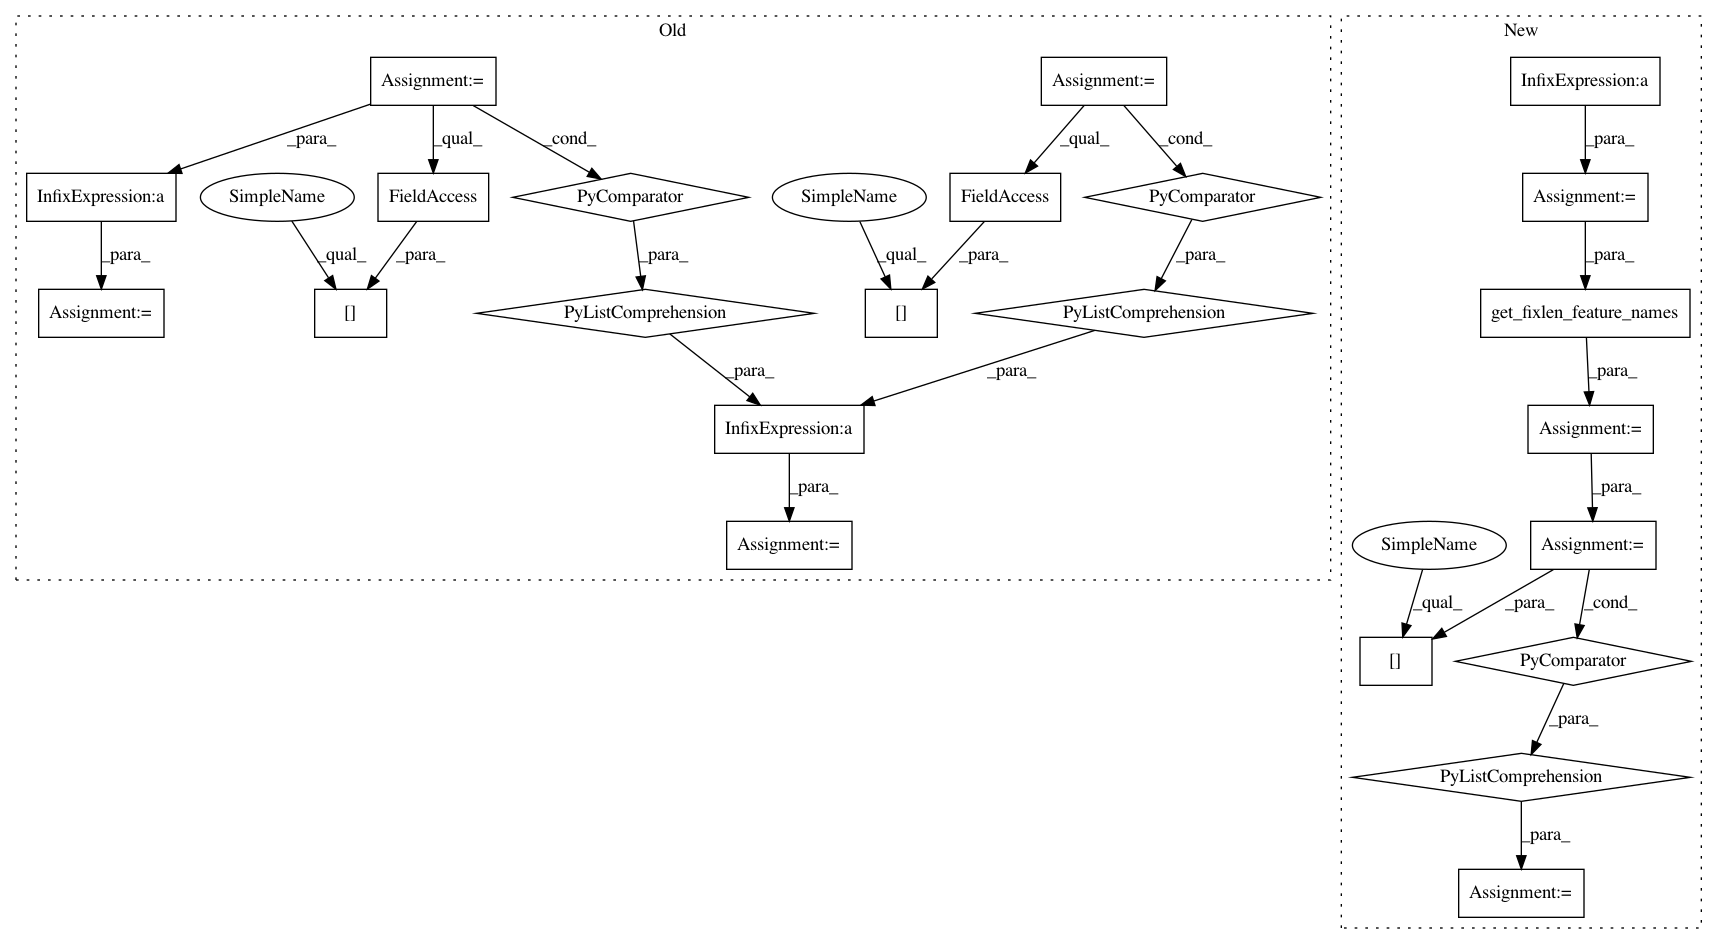 Old
New
Assignment:=
Assignment:=
InfixExpression:a
_para_
_qual_
_cond_
_qual_
_cond_
_para_
InfixExpression:a
SimpleName
FieldAccess
PyComparator
SimpleName
FieldAccess
PyComparator
Assignment:=
_para_
_qual_
_para_
_para_
_qual_
_para_
_para_
_para_
Assignment:=
[]
PyListComprehension
[]
PyListComprehension
get_fixlen_feature_names
_para_
_para_
_para_
InfixExpression:a
Assignment:=
_para_
_para_
Assignment:=
SimpleName
Assignment:=
_qual_
_para_
_cond_
[]
PyComparator
_para_
PyListComprehension
_para_
Assignment:=